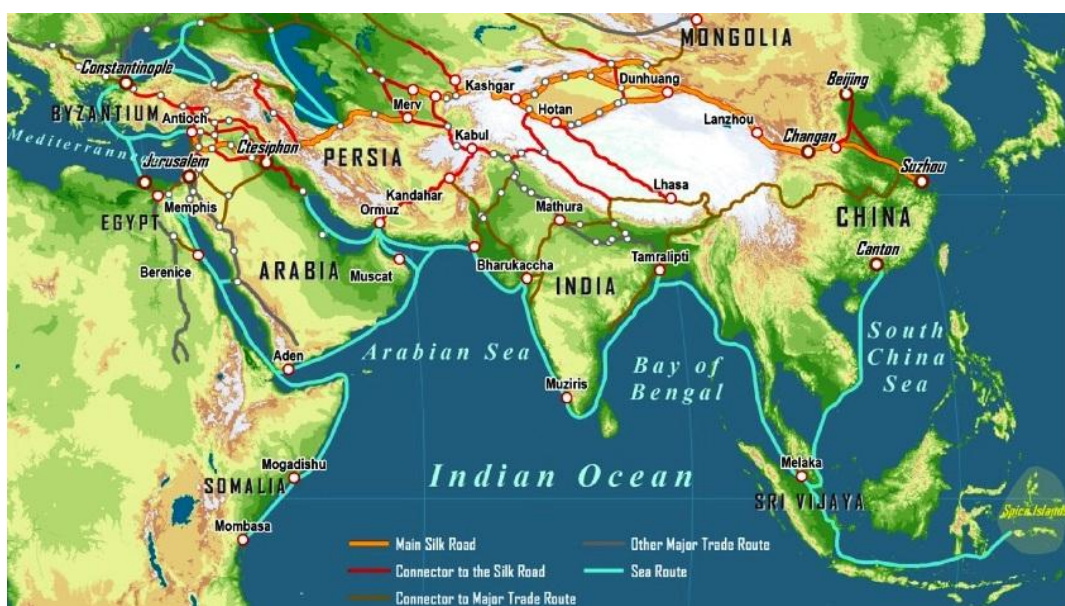 MONGOLIA
Constantinople
Kashgar
Dunhuang
Beijing
BYZANTIUM
Merv
Hotan
Antioch
Lanzhou
Changan
Mediterranne
Ctesiphon
Kabul
Jerusalem
PERSIA
Suzhou
Kandahar
Lhasa
Memphis
Ormuz
Mathura
CHINA
EGYPT
Berenice
ARABIA
Muscat
Bharukaccha
INDIA
Tamralipti
Canton
Aden
Arabian Sea
Bay of
Bengal
South
China
Sea
Muziris
Mogadishu
SOMALIA
Indian Ocean
Melaka
SRI VIJAYA
Spice Islands
Mombasa
Main Silk Road
Connector to the Silk Road
Connector to Major Trade Route
Other Major Trade Route
Sea Route